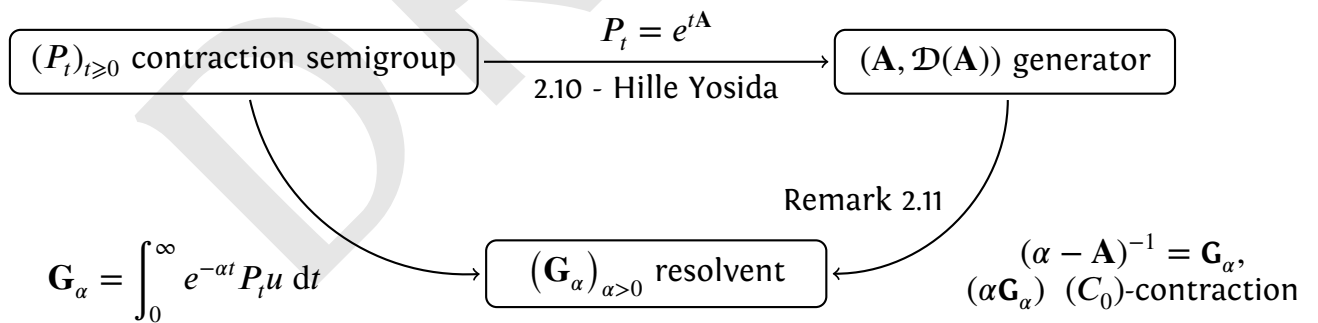 P_t = e^{tA}
(P_t)_{t⩾0} contraction semigroup
(A, 𝒟(A)) generator
2.10 - Hille Yosida
Remark 2.11
G_α = ∫_0^∞ e^{-αt} P_t u dt
(G_α)_{α>0} resolvent
(α − A)^{−1} = G_α,
(αG_α) (C_0)-contraction